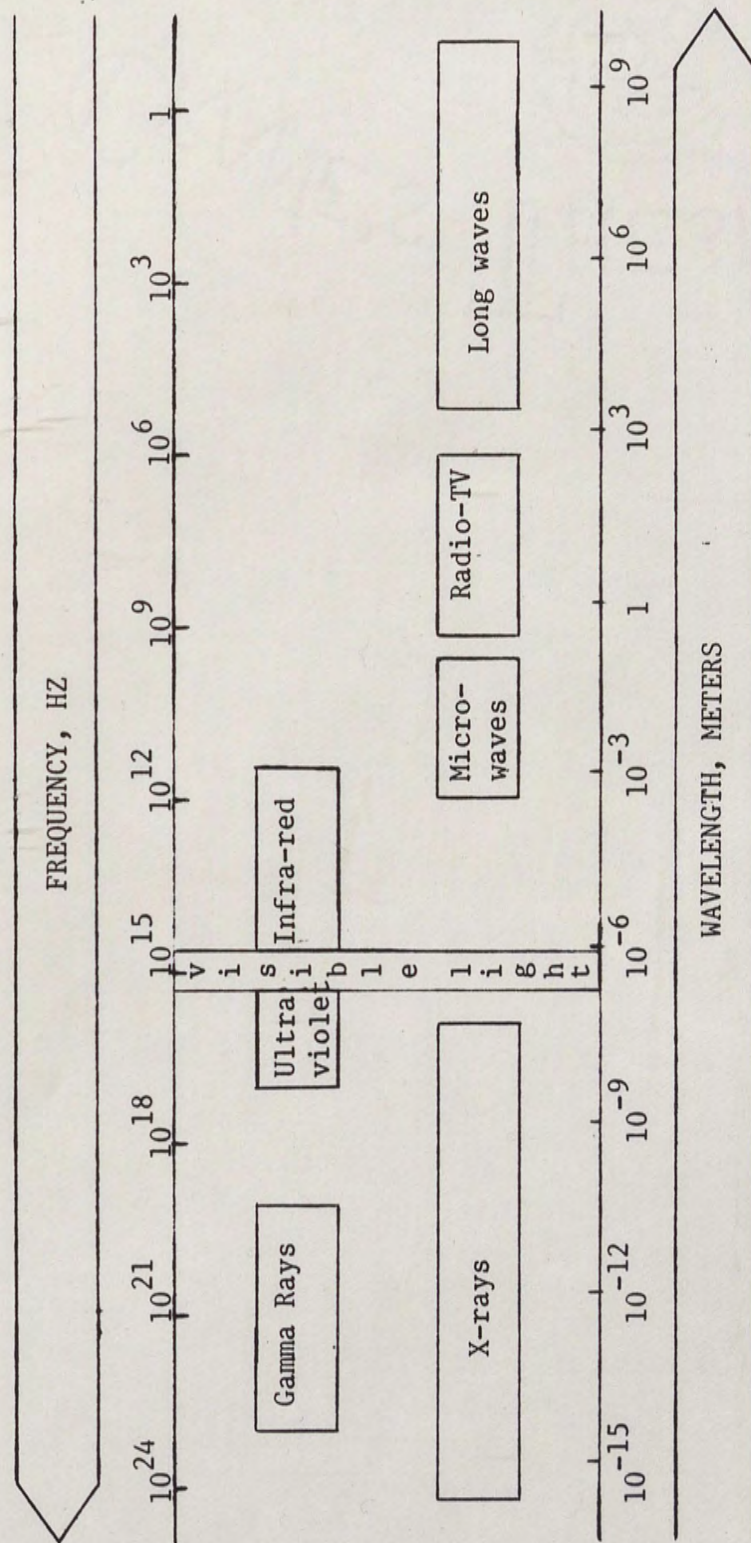 FREQUENCY, HZ
10^24 10^21 10^18 10^15 10^12 10^9 10^6 10^3 1
Gamma Rays
Ultra
violet
Visible light
Infra-red
X-rays
Micro-
waves
Radio-TV
Long waves
10^-15 10^-12 10^-9 10^-6 10^-3 1 10^3 10^6 10^9
WAVELENGTH, METERS